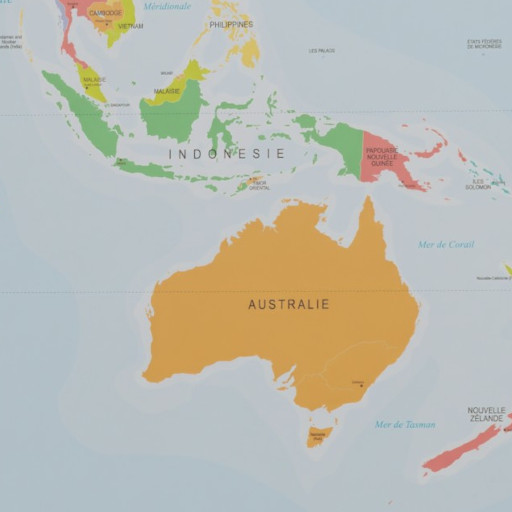 Méridionale
CAMBODGE
VIETNAM
PHILIPPINES
LES PALAOS
ÉTATS FÉDÉRÉS
DE MICRONÉSIE
MALAISIE
MALAISIE
INDONESIE
PAPOUASIE
NOUVELLE
GUINÉE
TIMOR
ORIENTAL
ÎLES
SALOMON
Mer de Corail
AUSTRALIE
Mer de Tasman
NOUVELLE
ZÉLANDE